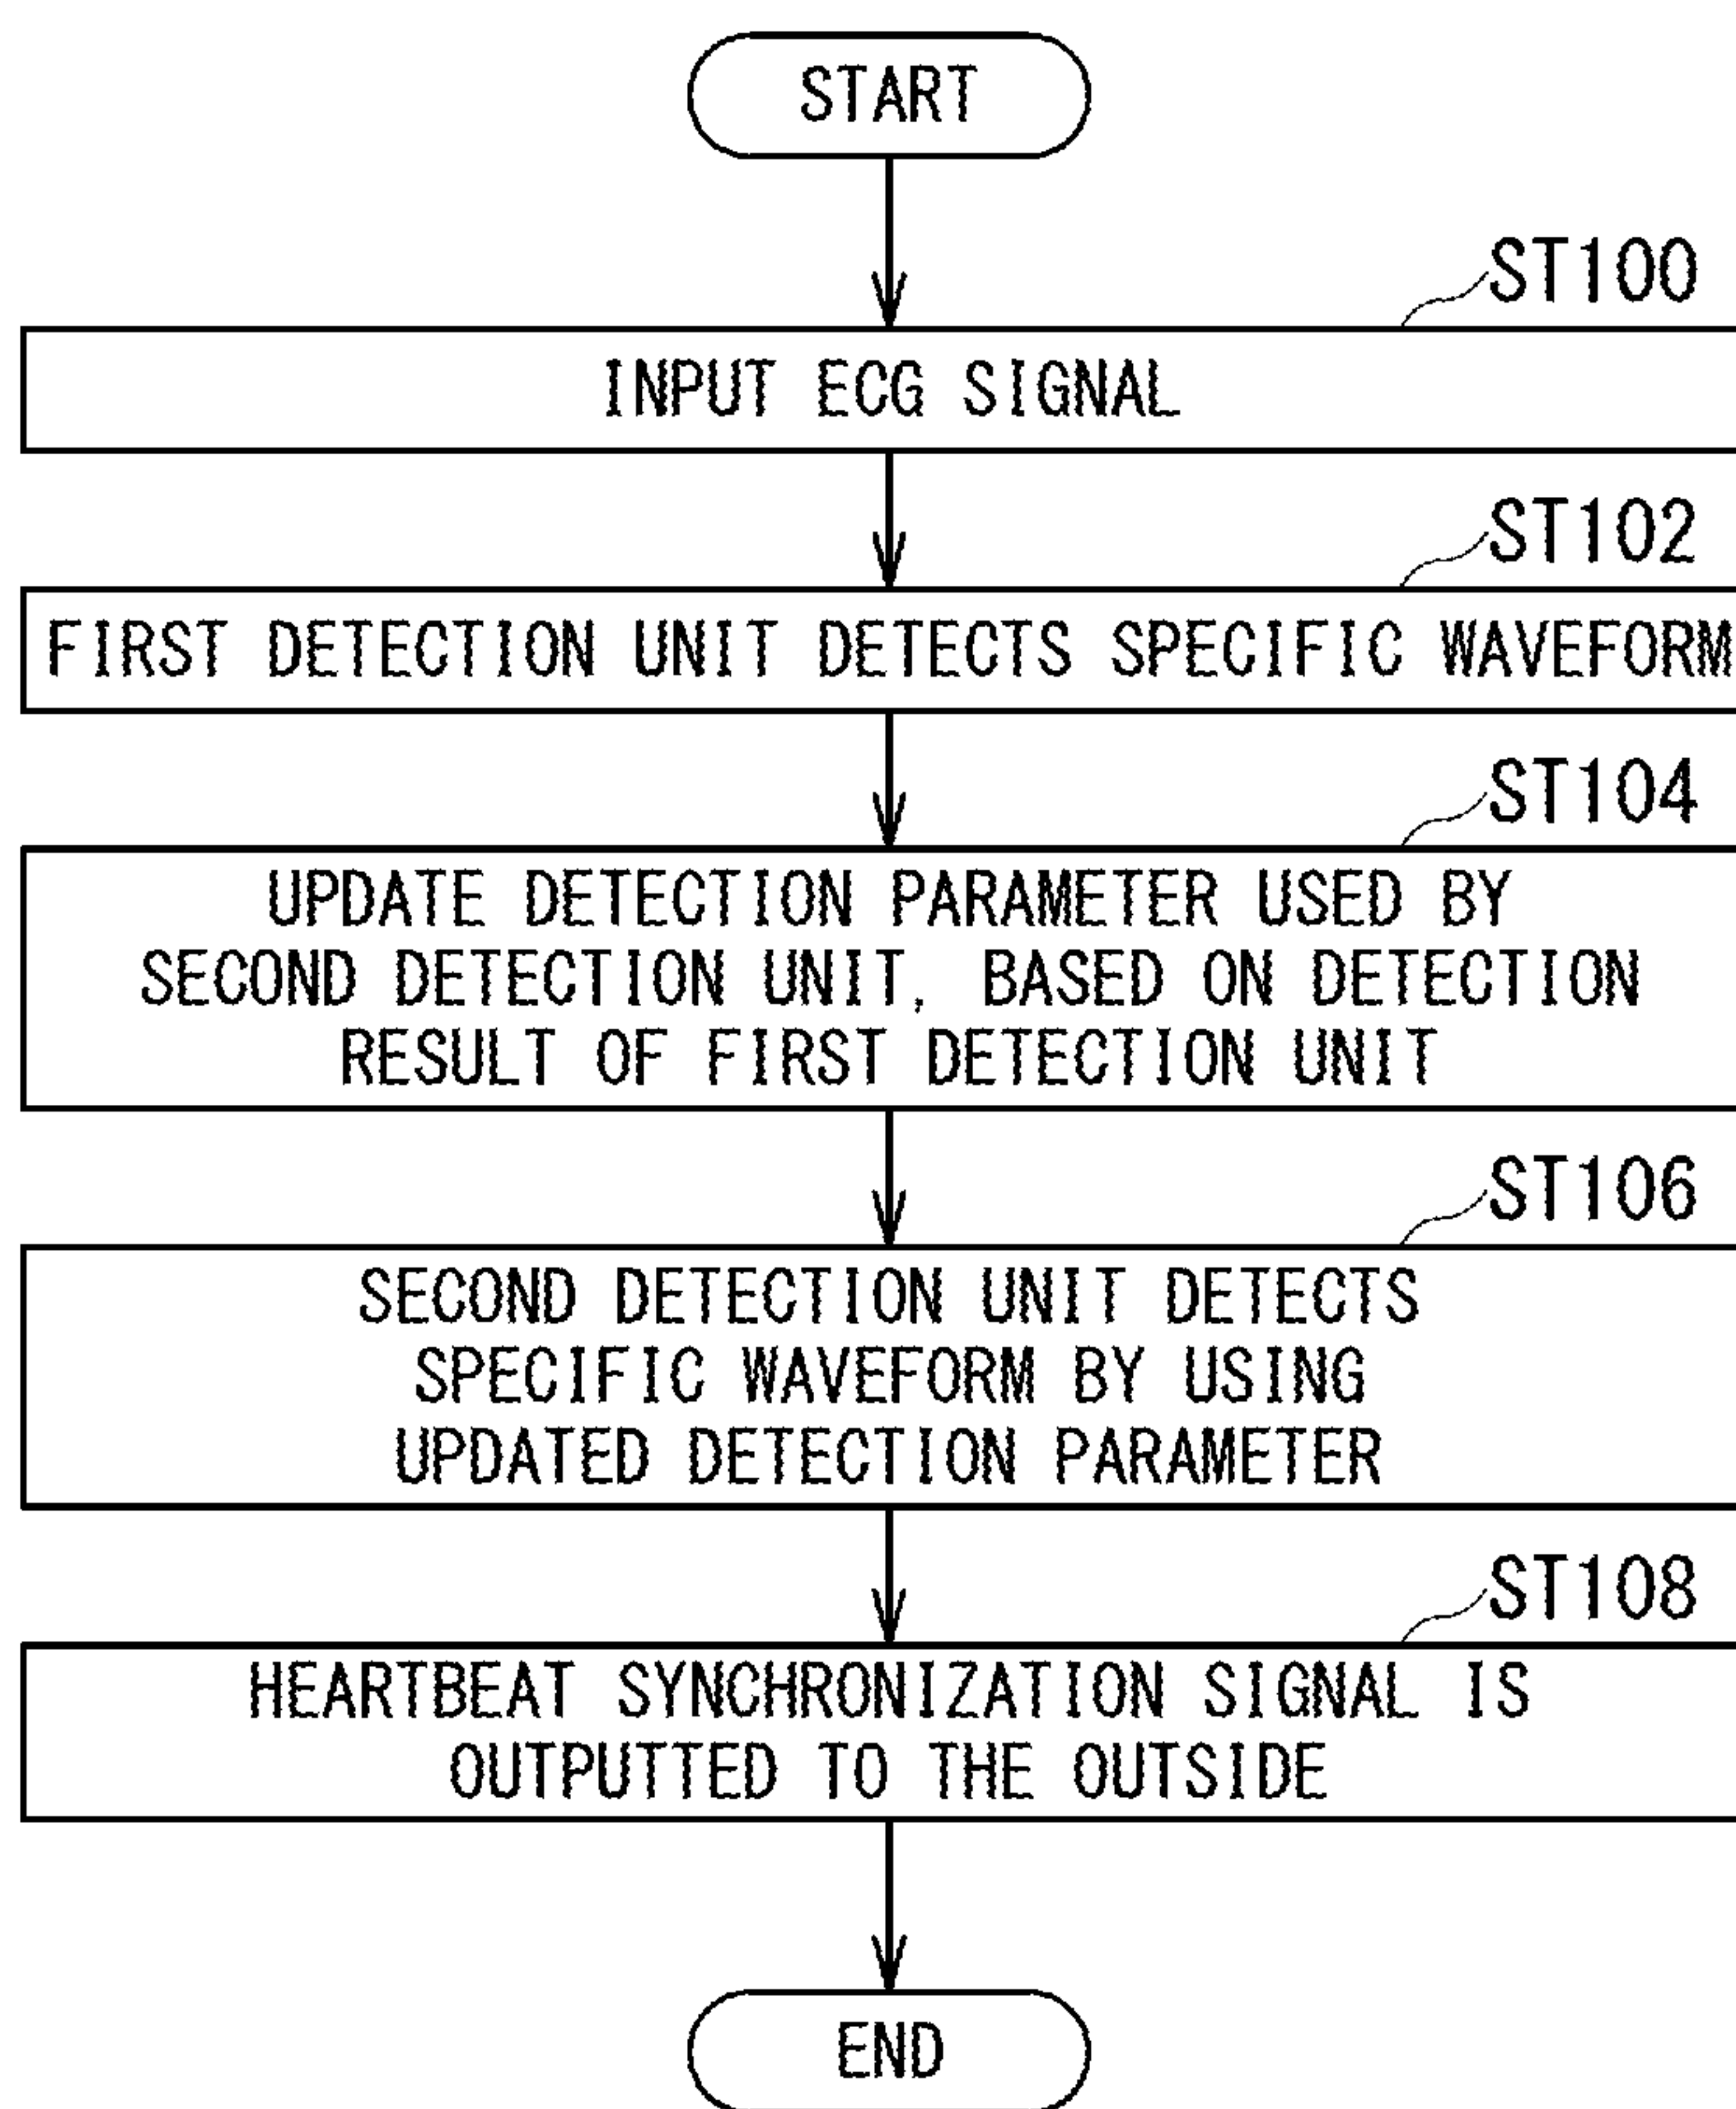 START
ST100
INPUT ECG SIGNAL
ST102
FIRST DETECTION UNIT DETECTS SPECIFIC WAVEFORM
ST104
UPDATE DETECTION PARAMETER USED BY
SECOND DETECTION UNIT, BASED ON DETECTION
RESULT OF FIRST DETECTION UNIT
ST106
SECOND DETECTION UNIT DETECTS
SPECIFIC WAVEFORM BY USING
UPDATED DETECTION PARAMETER
ST108
HEARTBEAT SYNCHRONIZATION SIGNAL IS
OUTPUTTED TO THE OUTSIDE
END